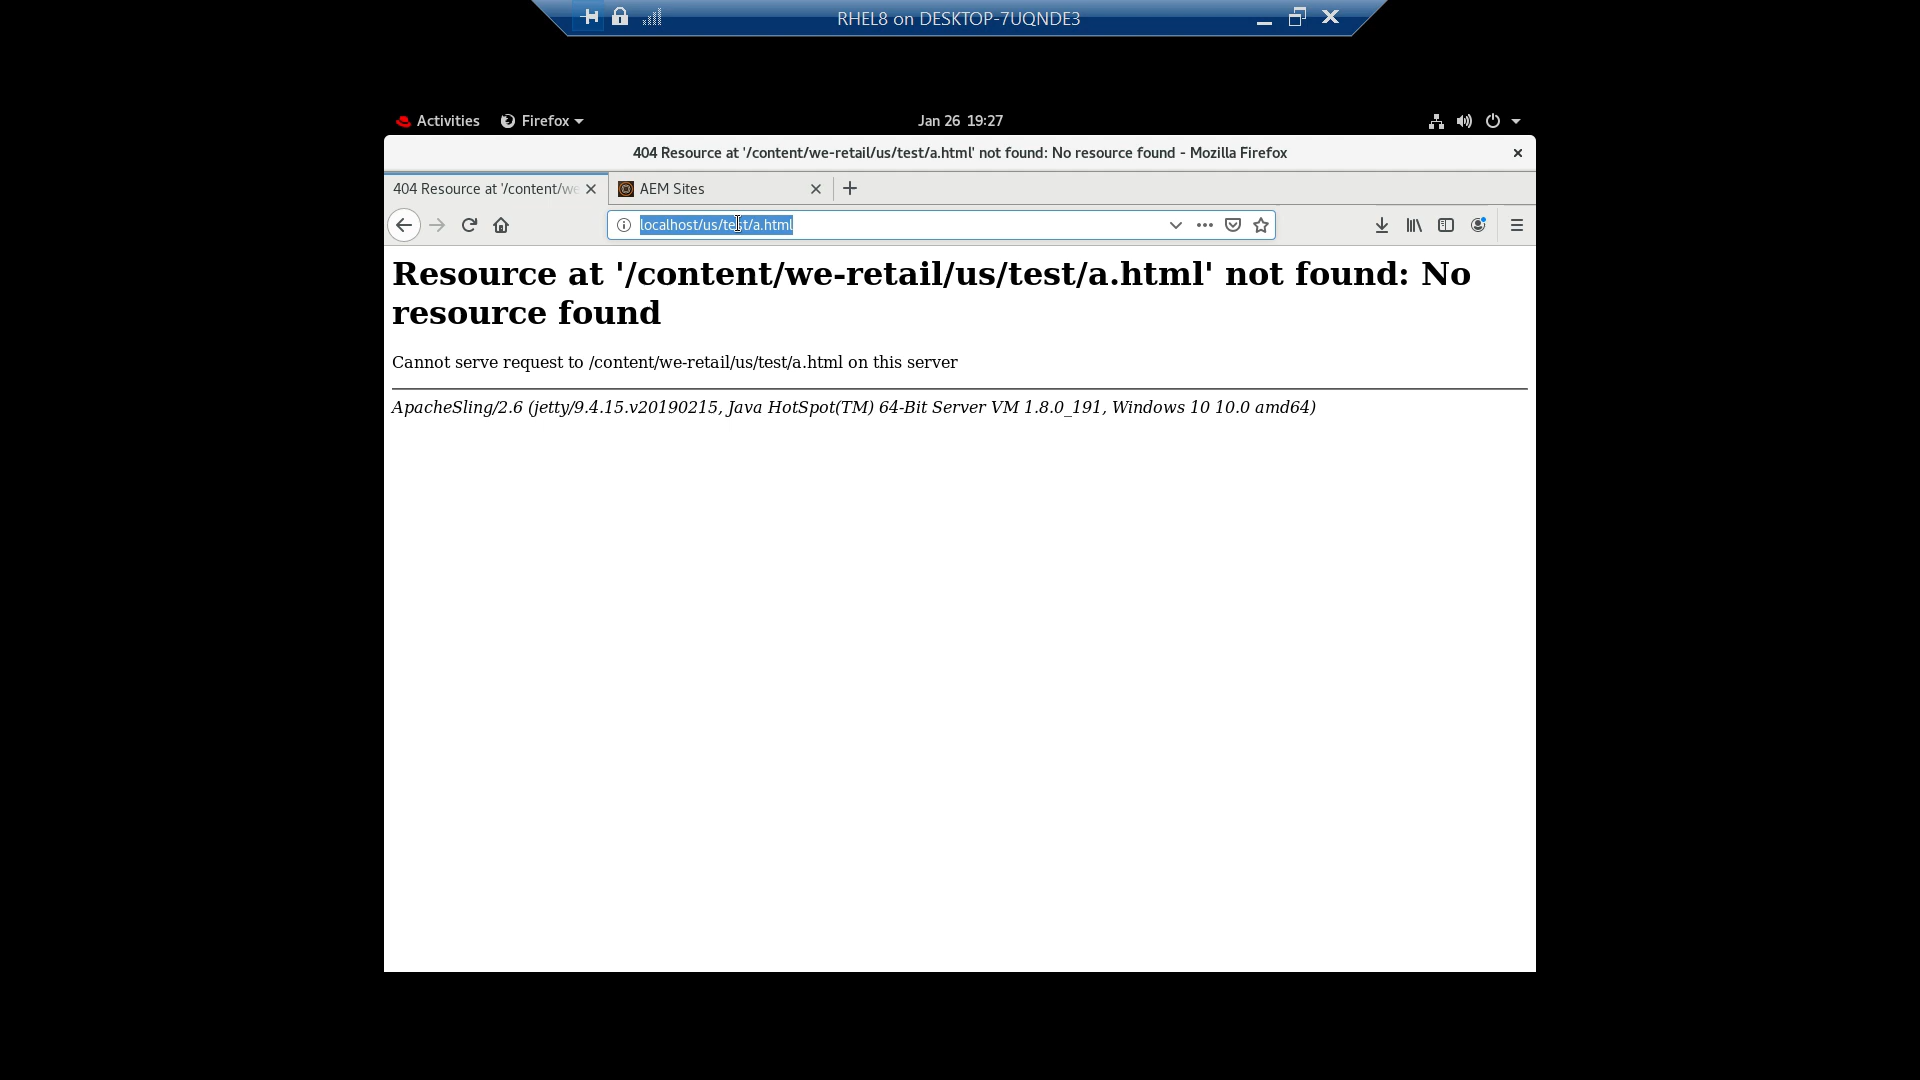 RHEL8 on DESKTOP-7UQNDE3
Activities Firefox Jan 26 19:27
404 Resource at '/content/we-retail/us/test/a.html' not found: No resource found - Mozilla Firefox
404 Resource at '/content/we AEM Sites
localhost/us/test/a.html
Resource at '/content/we-retail/us/test/a.html' not found: No
resource found
Cannot serve request to /content/we-retail/us/test/a.html on this server
ApacheSling/2.6 (jetty/9.4.15.v20190215, Java HotSpot(TM) 64-Bit Server VM 1.8.0_191, Windows 10 10.0 amd64)